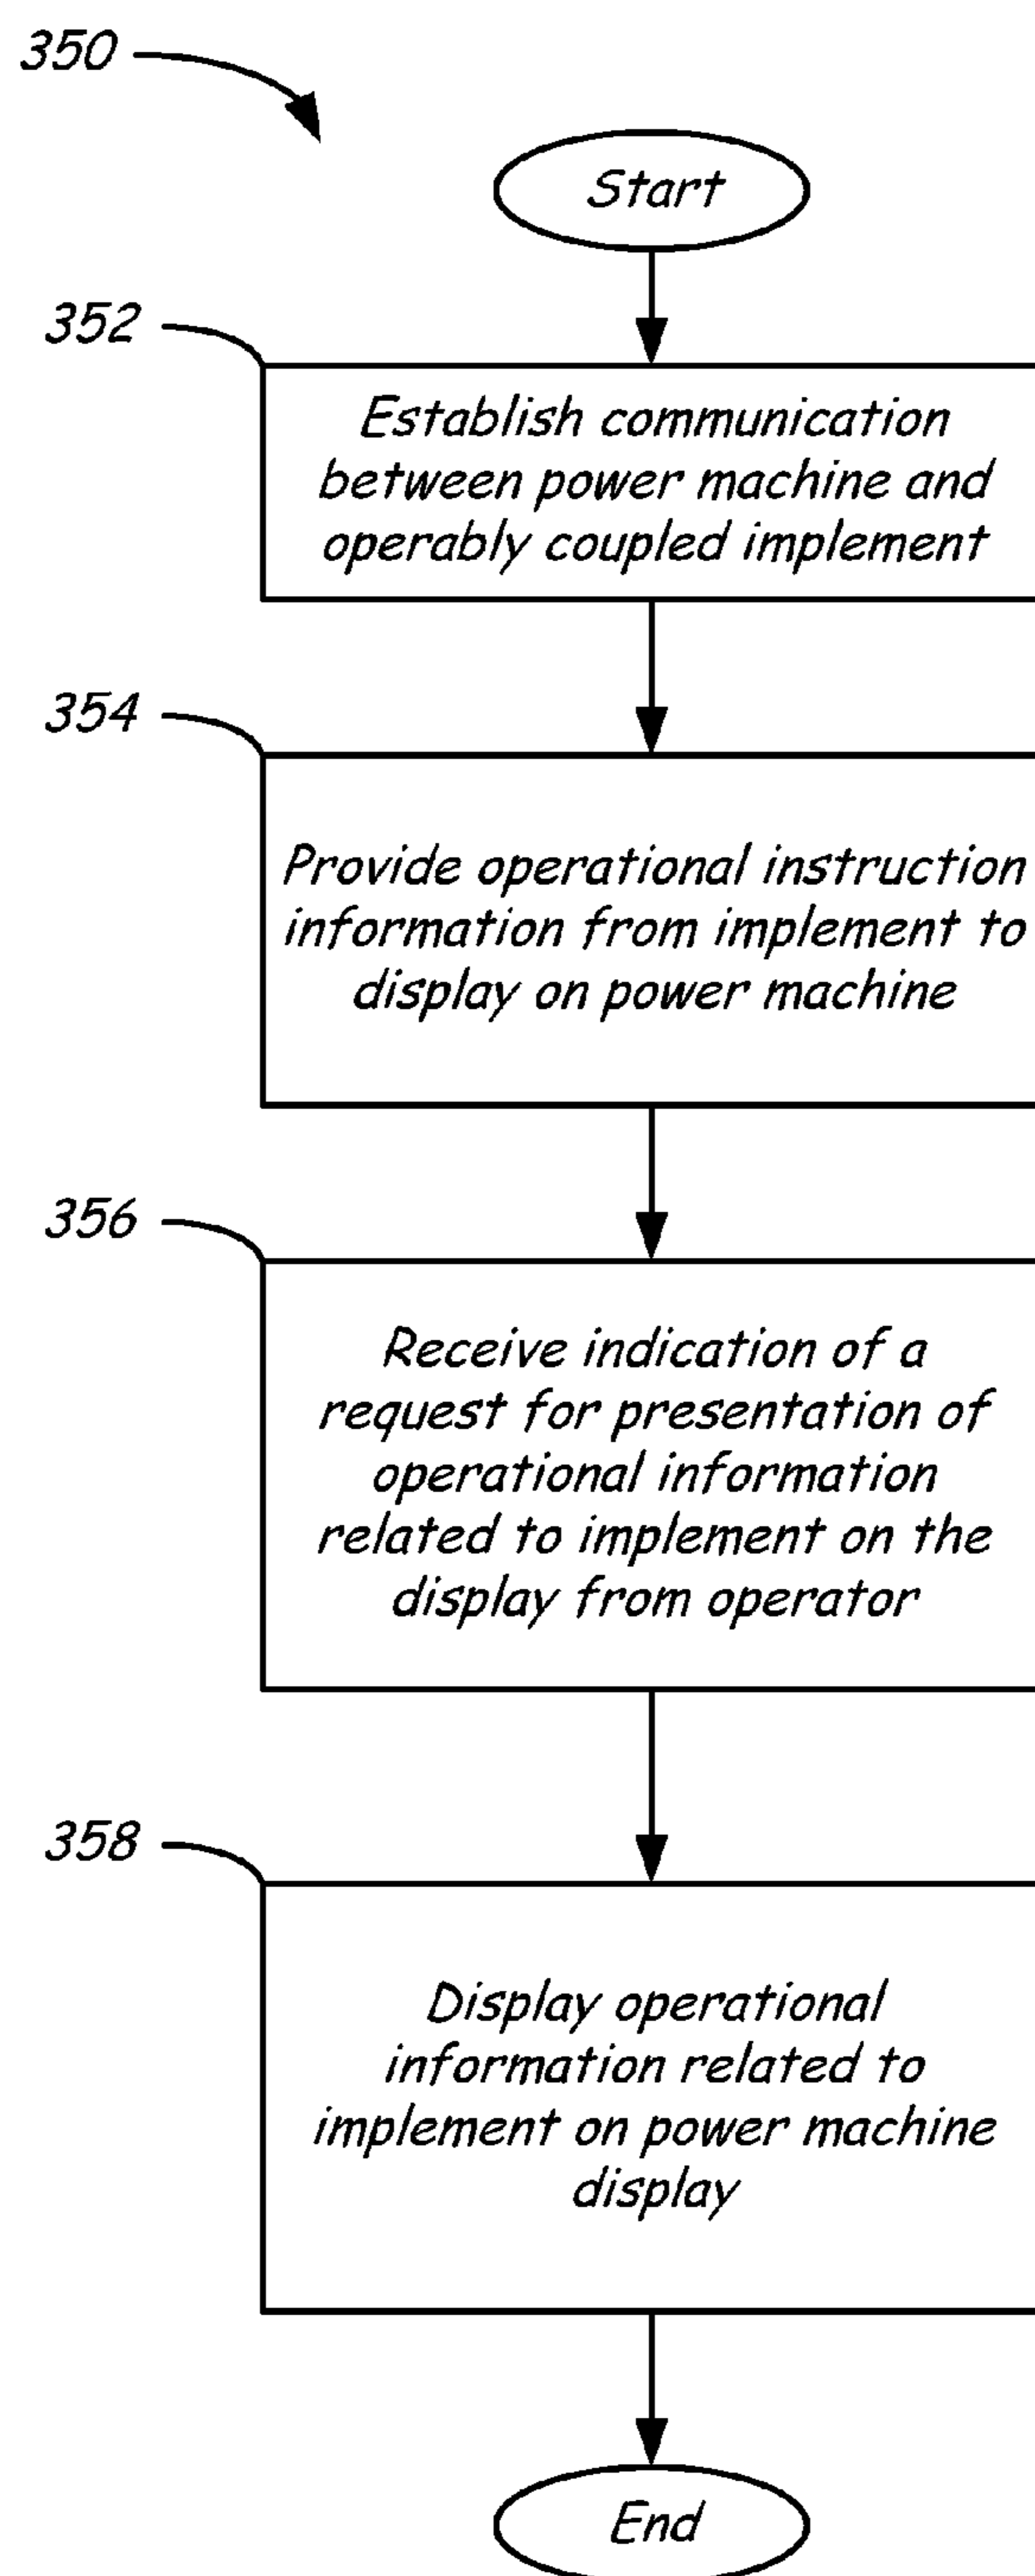 350
Start
352
Establish communication
between power machine and
operably coupled implement
354
Provide operational instruction
information from implement to
display on power machine
356
Receive indication of a
request for presentation of
operational information
related to implement on the
display from operator
358
Display operational
information related to
implement on power machine
display
End